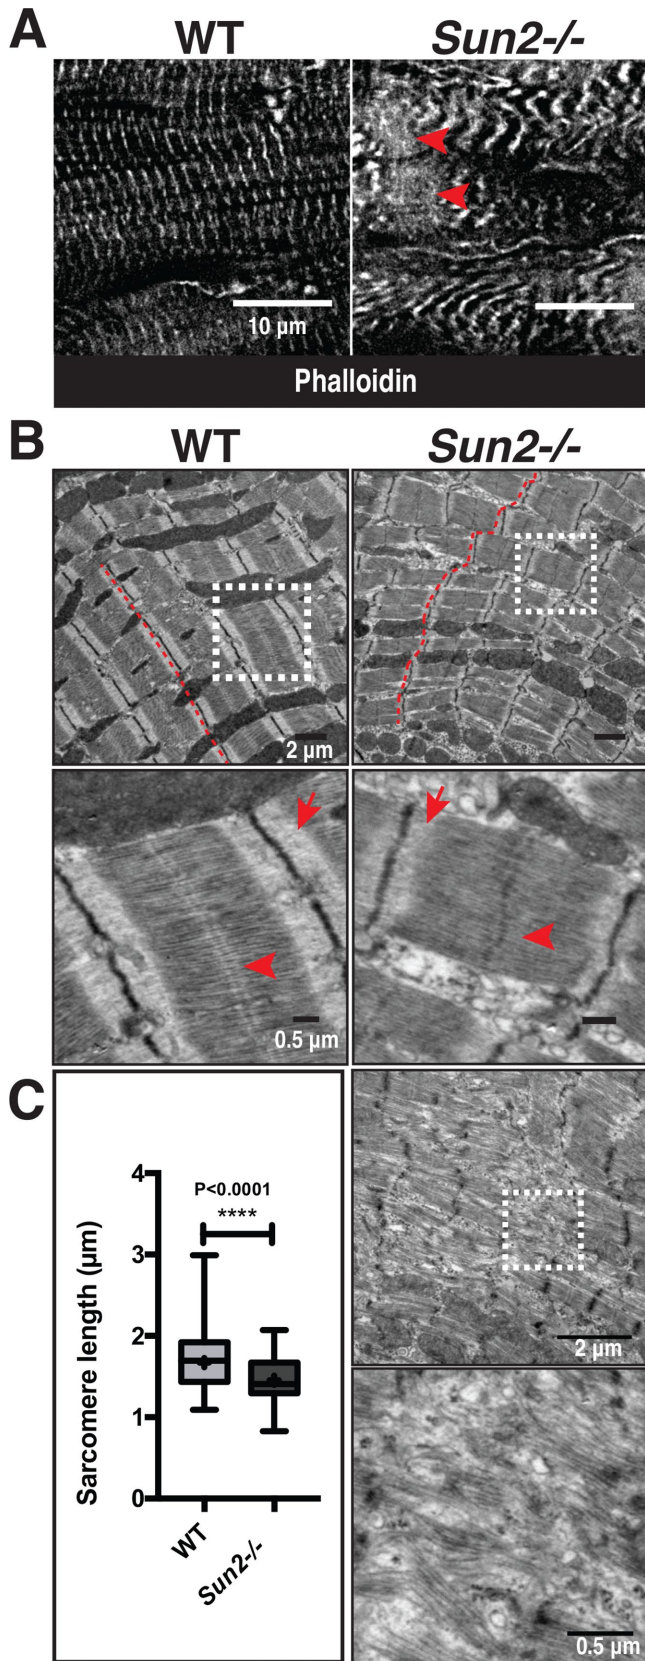 A
WT
Sun2-/-
10 µm
Phalloidin
B
WT
Sun2-/-
2 µm
0.5 µm
C
4
P<0.0001
****
3
2
1
0
Sarcomere length (µm)
WT
Sun2-/-
2 µm
0.5 µm